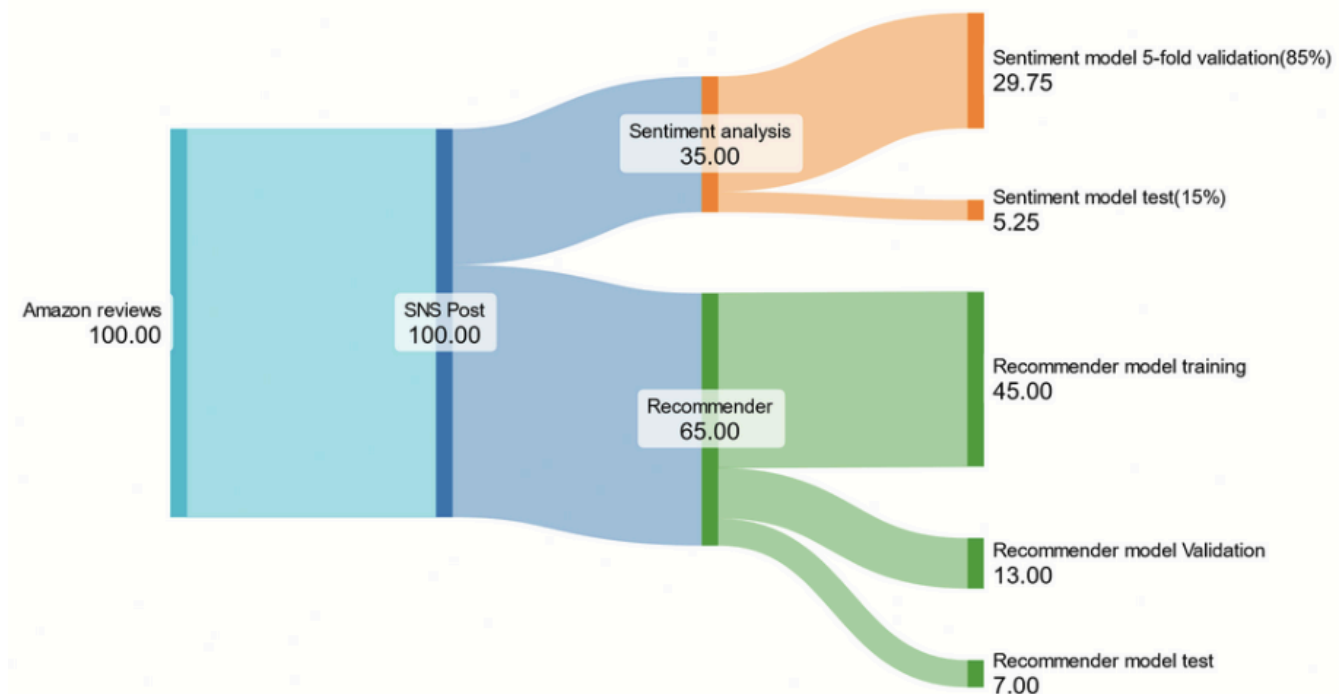 Amazon reviews
100.00
SNS Post
100.00
Sentiment analysis
35.00
Recommender
65.00
Sentiment model 5-fold validation(85%)
29.75
Sentiment model test(15%)
5.25
Recommender model training
45.00
Recommender model Validation
13.00
Recommender model test
7.00